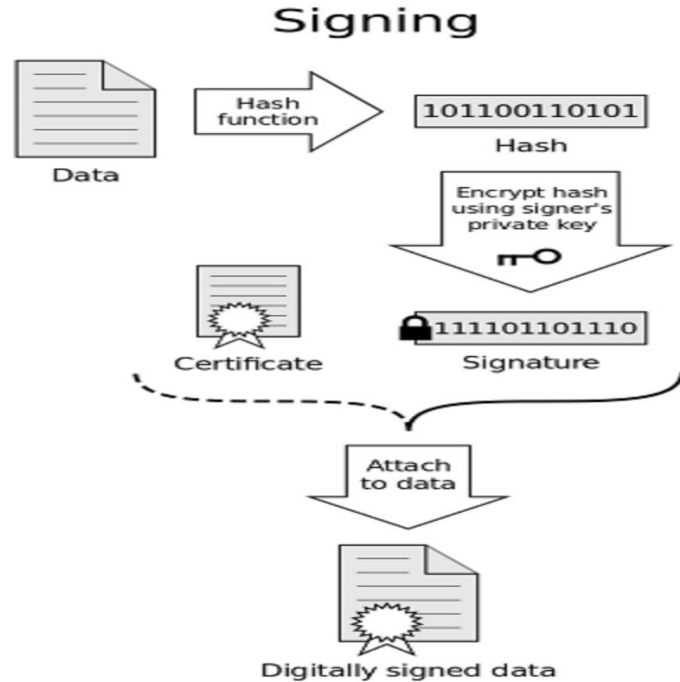 Signing
Hash
function
101100110101
Data
Hash
Encrypt hash
using signer's
private key
111101101110
Certificate
Signature
Attach
to data
Digitally signed data